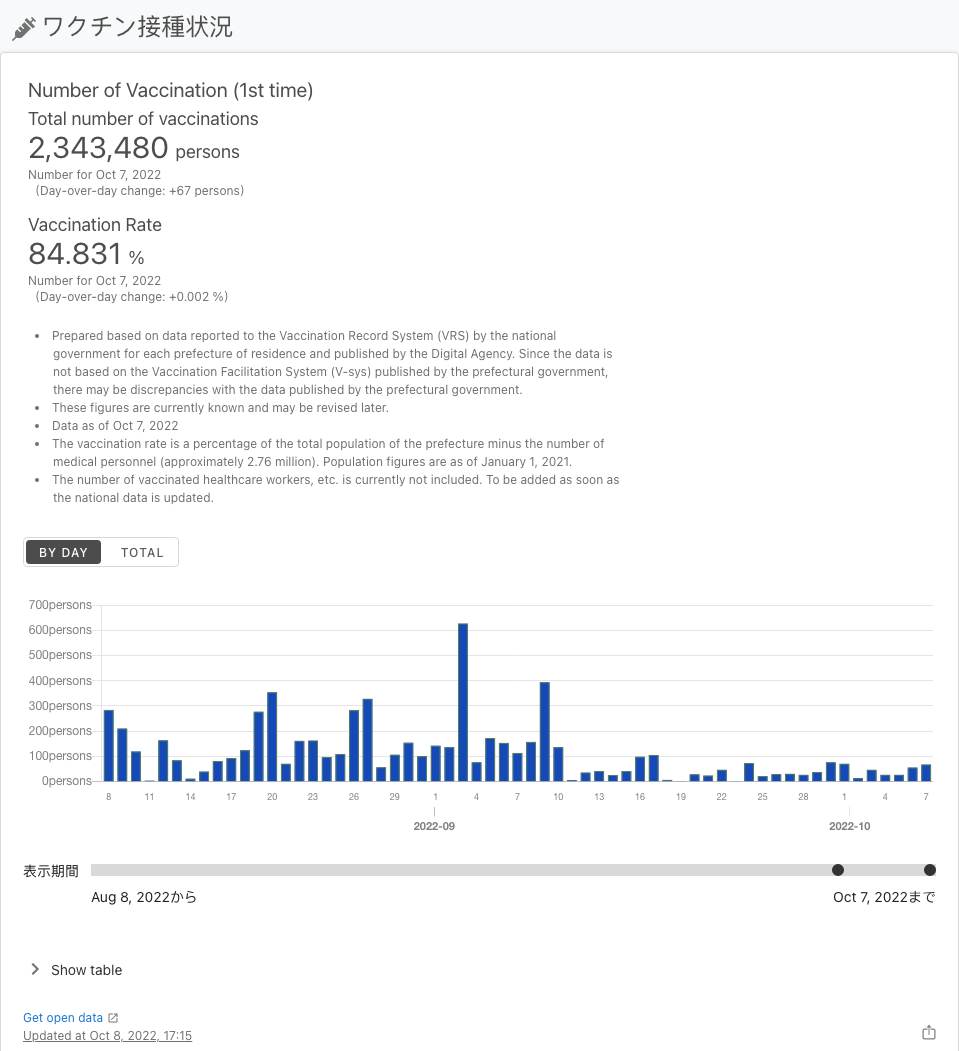 ワクチン接種状況
Number of Vaccination (1st time)
Total number of vaccinations
2,343,480 persons
Number for Oct 7, 2022
(Day-over-day change: +67 persons)
Vaccination Rate
84.831 %
Number for Oct 7, 2022
(Day-over-day change: +0.002 %)
• Prepared based on data reported to the Vaccination Record System (VRS) by the national
government for each prefecture of residence and published by the Digital Agency. Since the data is
not based on the Vaccination Facilitation System (V-sys) published by the prefectural government,
there may be discrepancies with the data published by the prefectural government.
• These figures are currently known and may be revised later.
• Data as of Oct 7, 2022
• The vaccination rate is a percentage of the total population of the prefecture minus the number of
medical personnel (approximately 2.76 million). Population figures are as of January 1, 2021.
• The number of vaccinated healthcare workers, etc. is currently not included. To be added as soon as
the national data is updated.
BY DAY TOTAL
700persons
600persons
500persons
400persons
300persons
200persons
100persons
0persons
8 11 14 17 20 23 26 29 1 4 7 10 13 16 19 22 25 28 1 4 7
2022-09 2022-10
表示期間
Aug 8, 2022から Oct 7, 2022まで
Show table
Get open data
Updated at Oct 8, 2022, 17:15